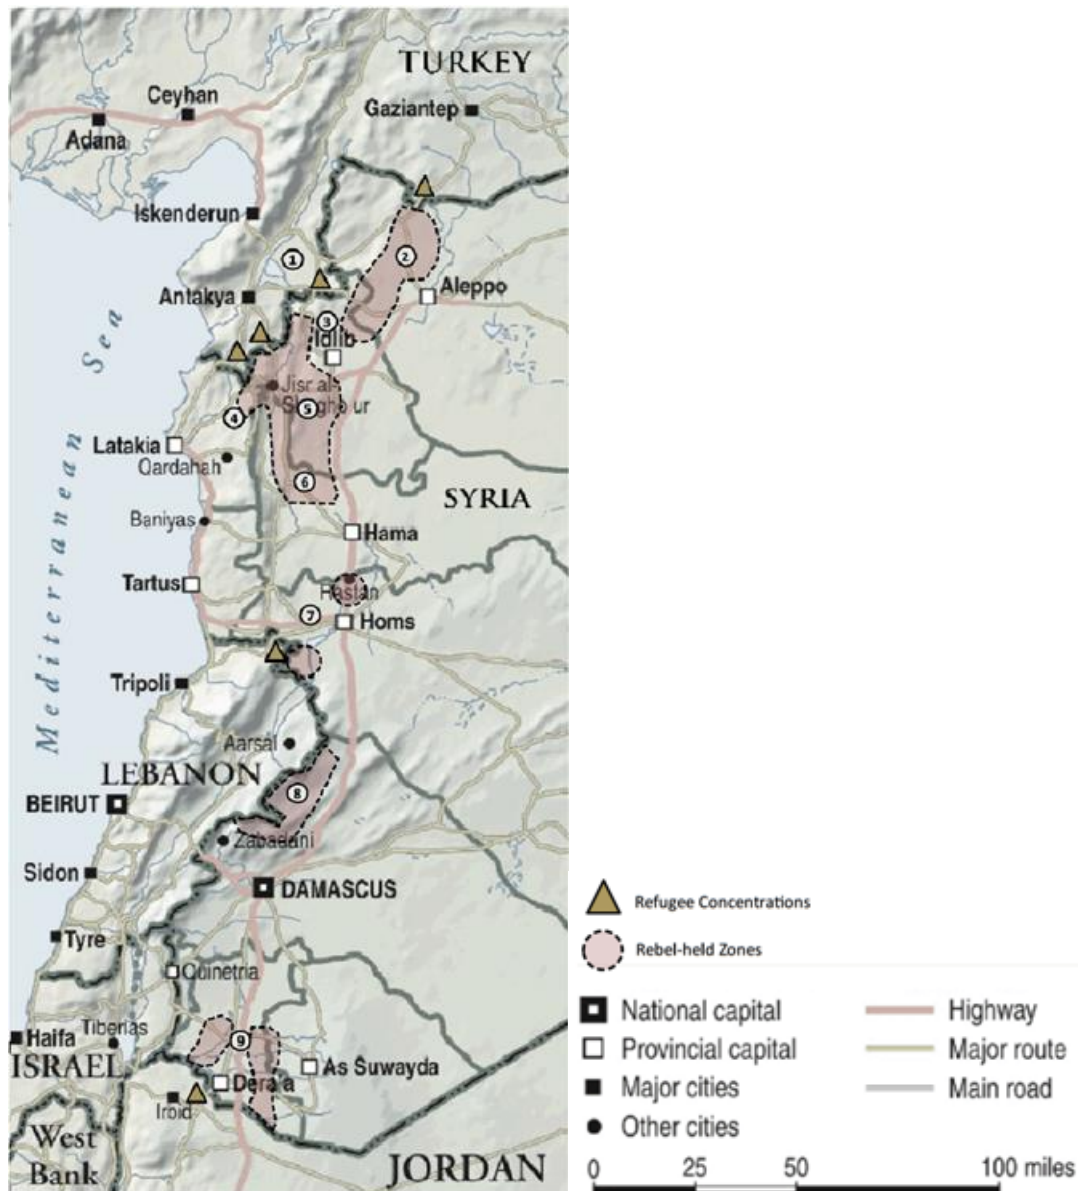 TURKEY
Ceyhan
Gaziantep
Adana
Iskenderun
1
2
Antakya
Aleppo
3
Idlib
Mediterranean Sea
Jisr al-
Shughour
5
4
Latakia
Qardahah
6
SYRIA
Baniyas
Hama
Tartus
Rastan
7
Homs
Tripoli
Aarsal
LEBANON
8
BEIRUT
Zabadani
Sidon
DAMASCUS
Refugee Concentrations
Tyre
Rebel-held Zones
Quinetria
National capital
Highway
Haifa
Tiberias
9
Provincial capital
Major route
ISRAEL
As Suwayda
Dera'a
Major cities
Main road
Irbid
Other cities
West
Bank
JORDAN
0 25 50 100 miles